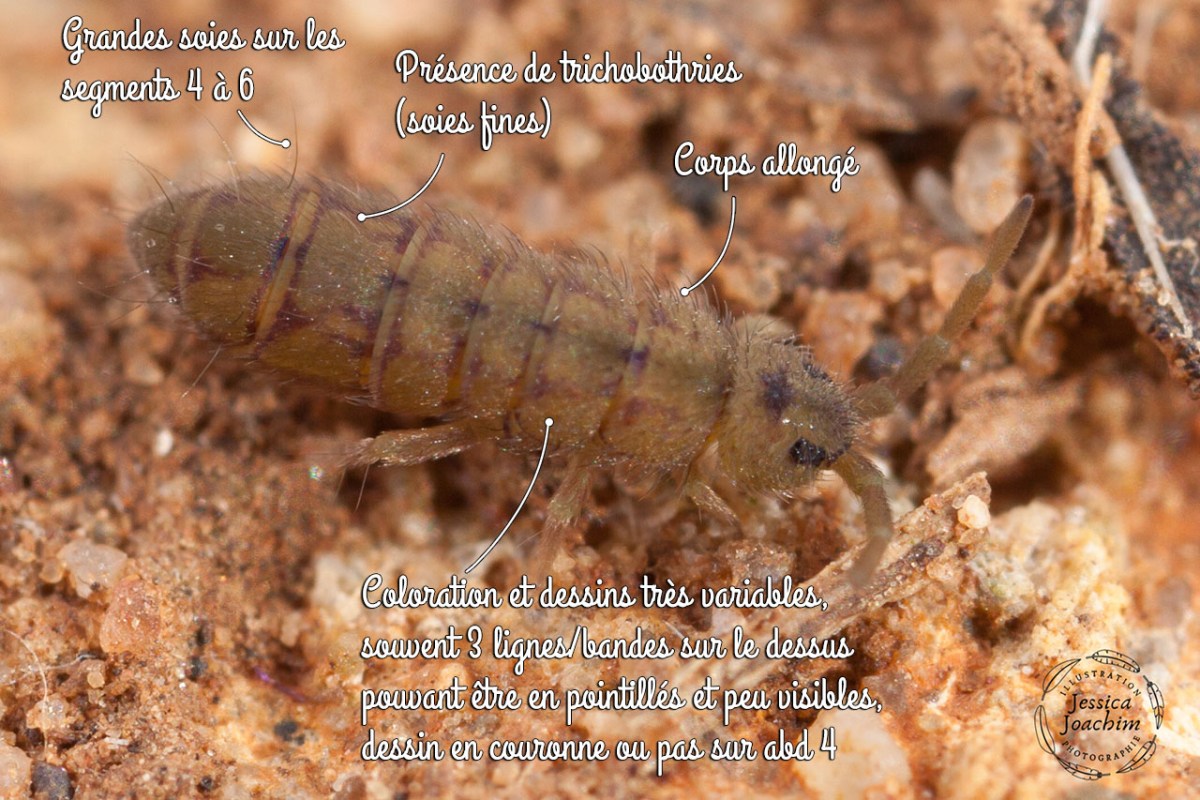 Grandes soies sur les
segments 4 à 6
Présence de trichobothries
(soies fines)
Corps allongé
Coloration et dessins très variables,
souvent 3 lignes/bandes sur le dessus
pouvant être en pointillés et peu visibles,
dessin en couronne ou pas sur abd 4
ILLUSTRATION
Jessica
Joachim
PHOTOGRAPHIE